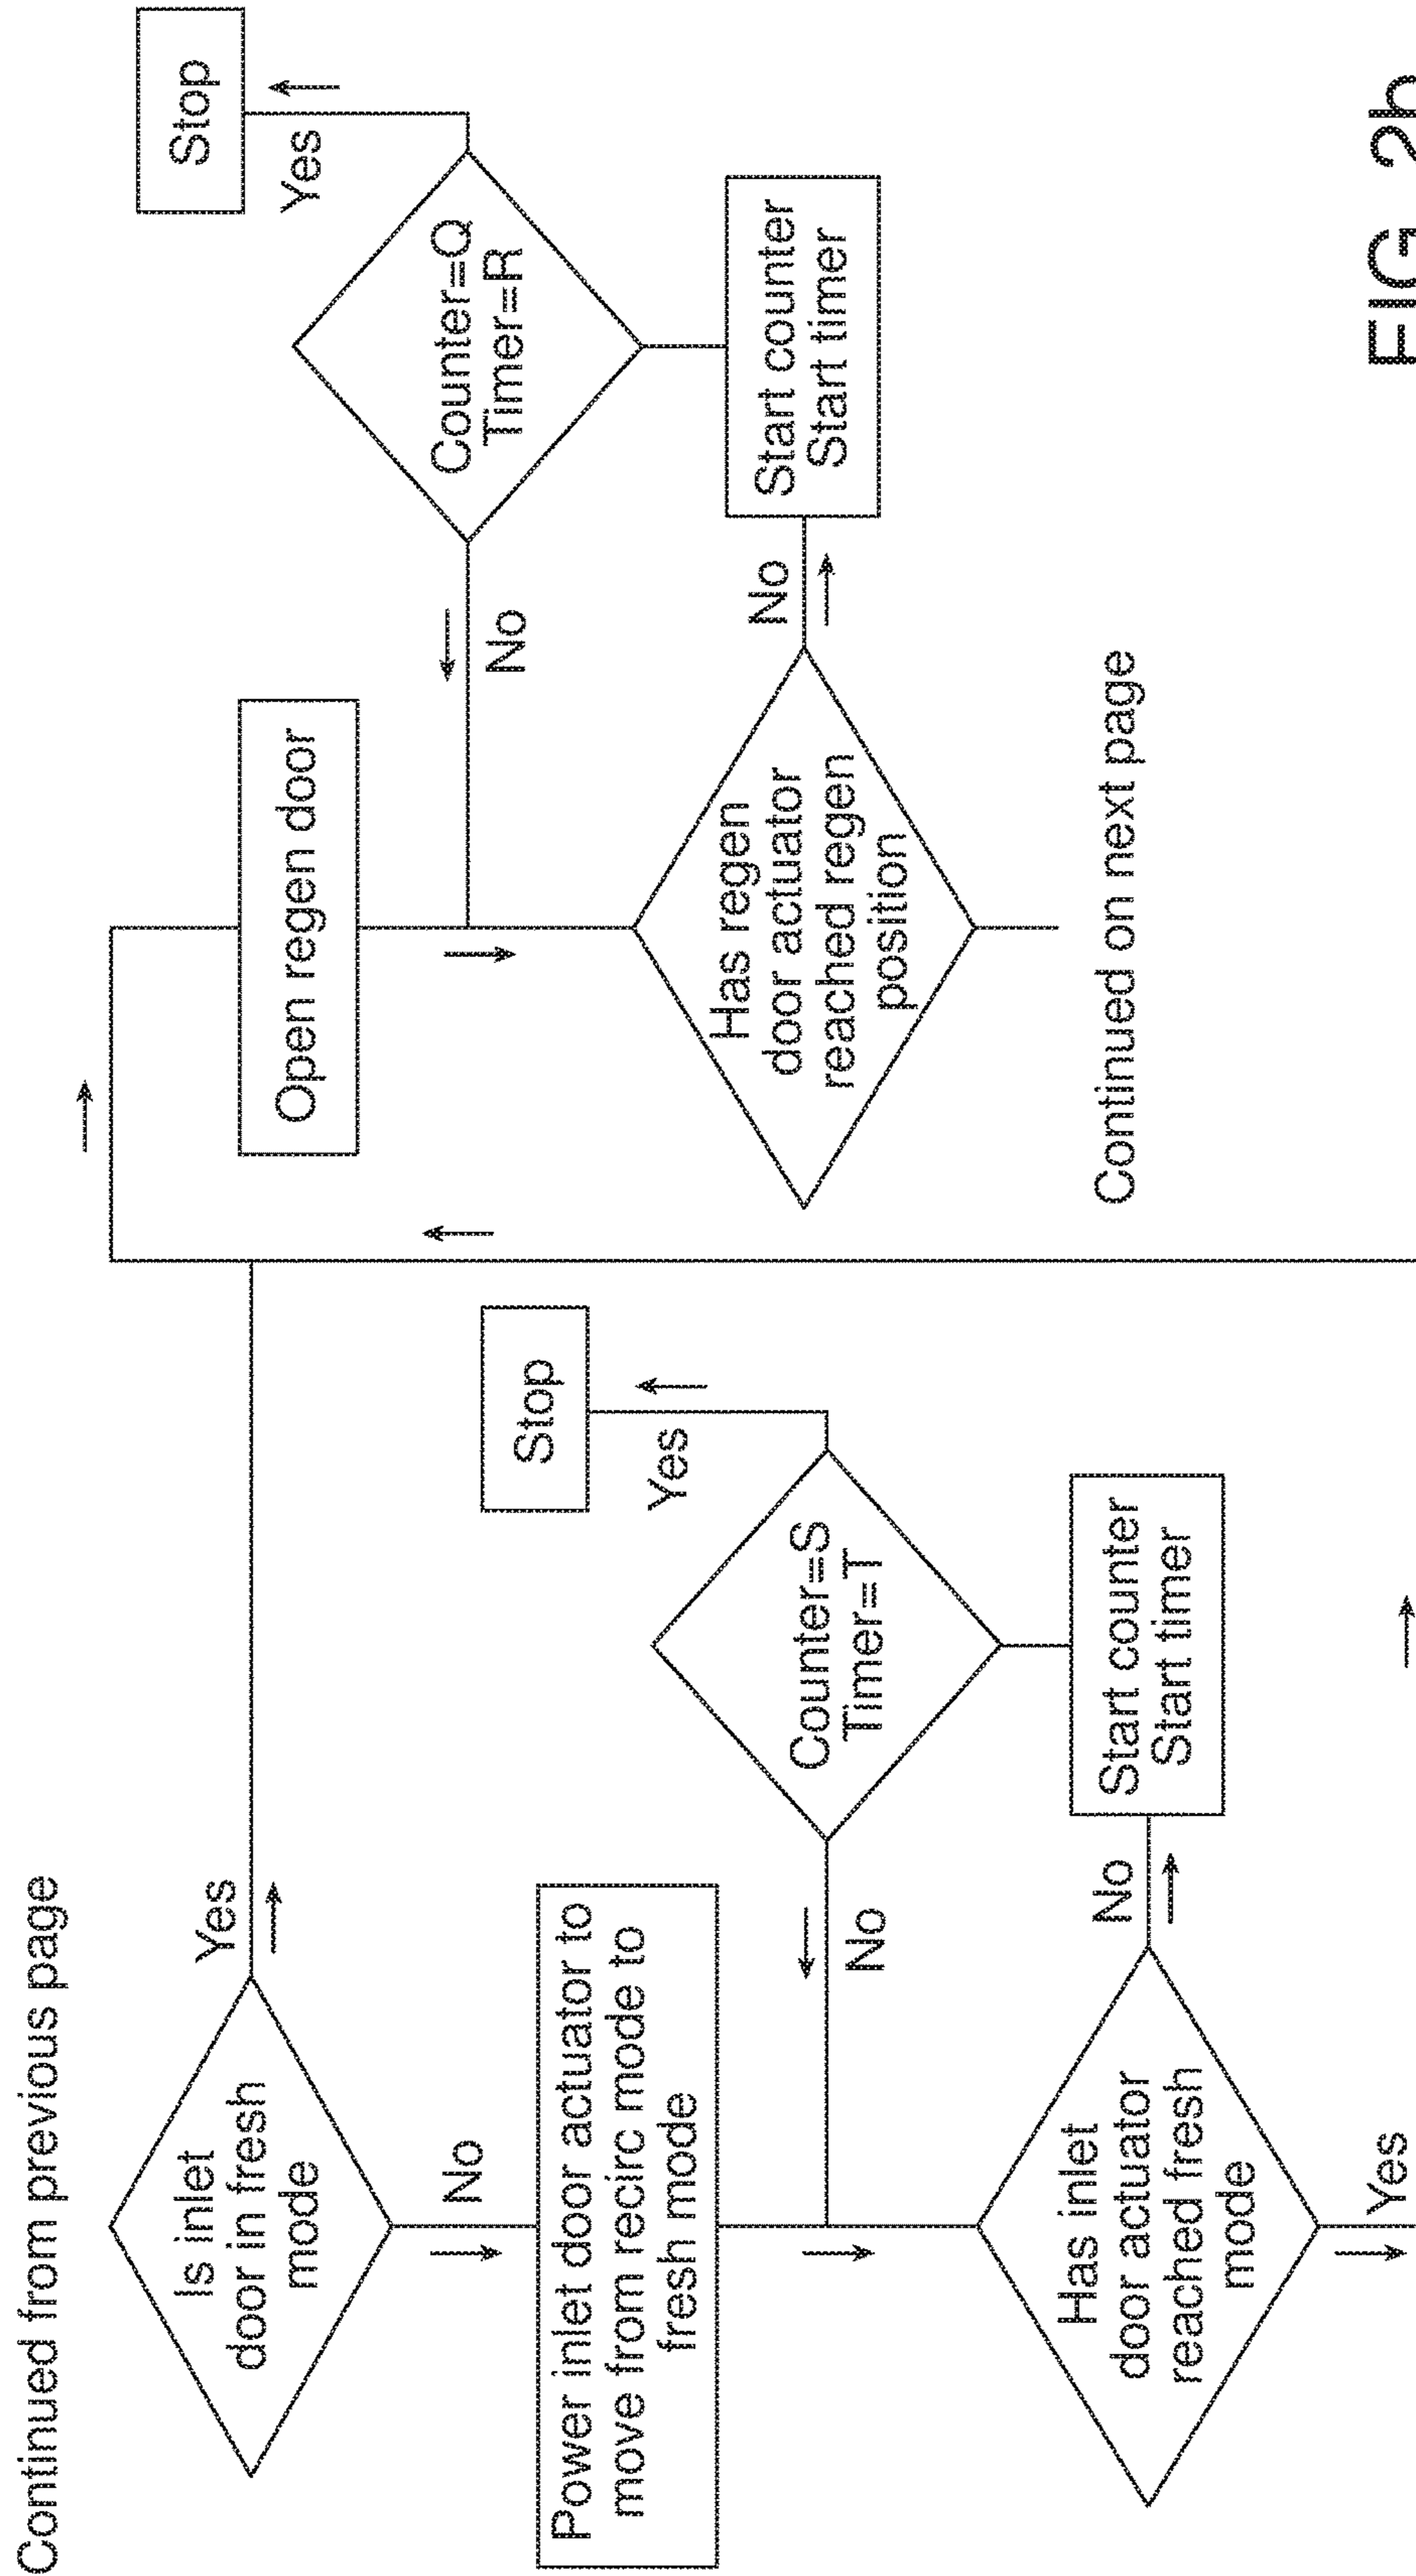 Continued from previous page
Is inlet
door in fresh
mode
Yes
No
Power inlet door actuator to
move from recirc mode to
fresh mode
Counter=S
Timer=T
Yes
Stop
No
Has inlet
door actuator
reached fresh
mode
No
Start counter
Start timer
Yes
Open regen door
Counter=Q
Timer=R
Yes
Stop
No
Has regen
door actuator
reached regen
position
No
Start counter
Start timer
Continued on next page